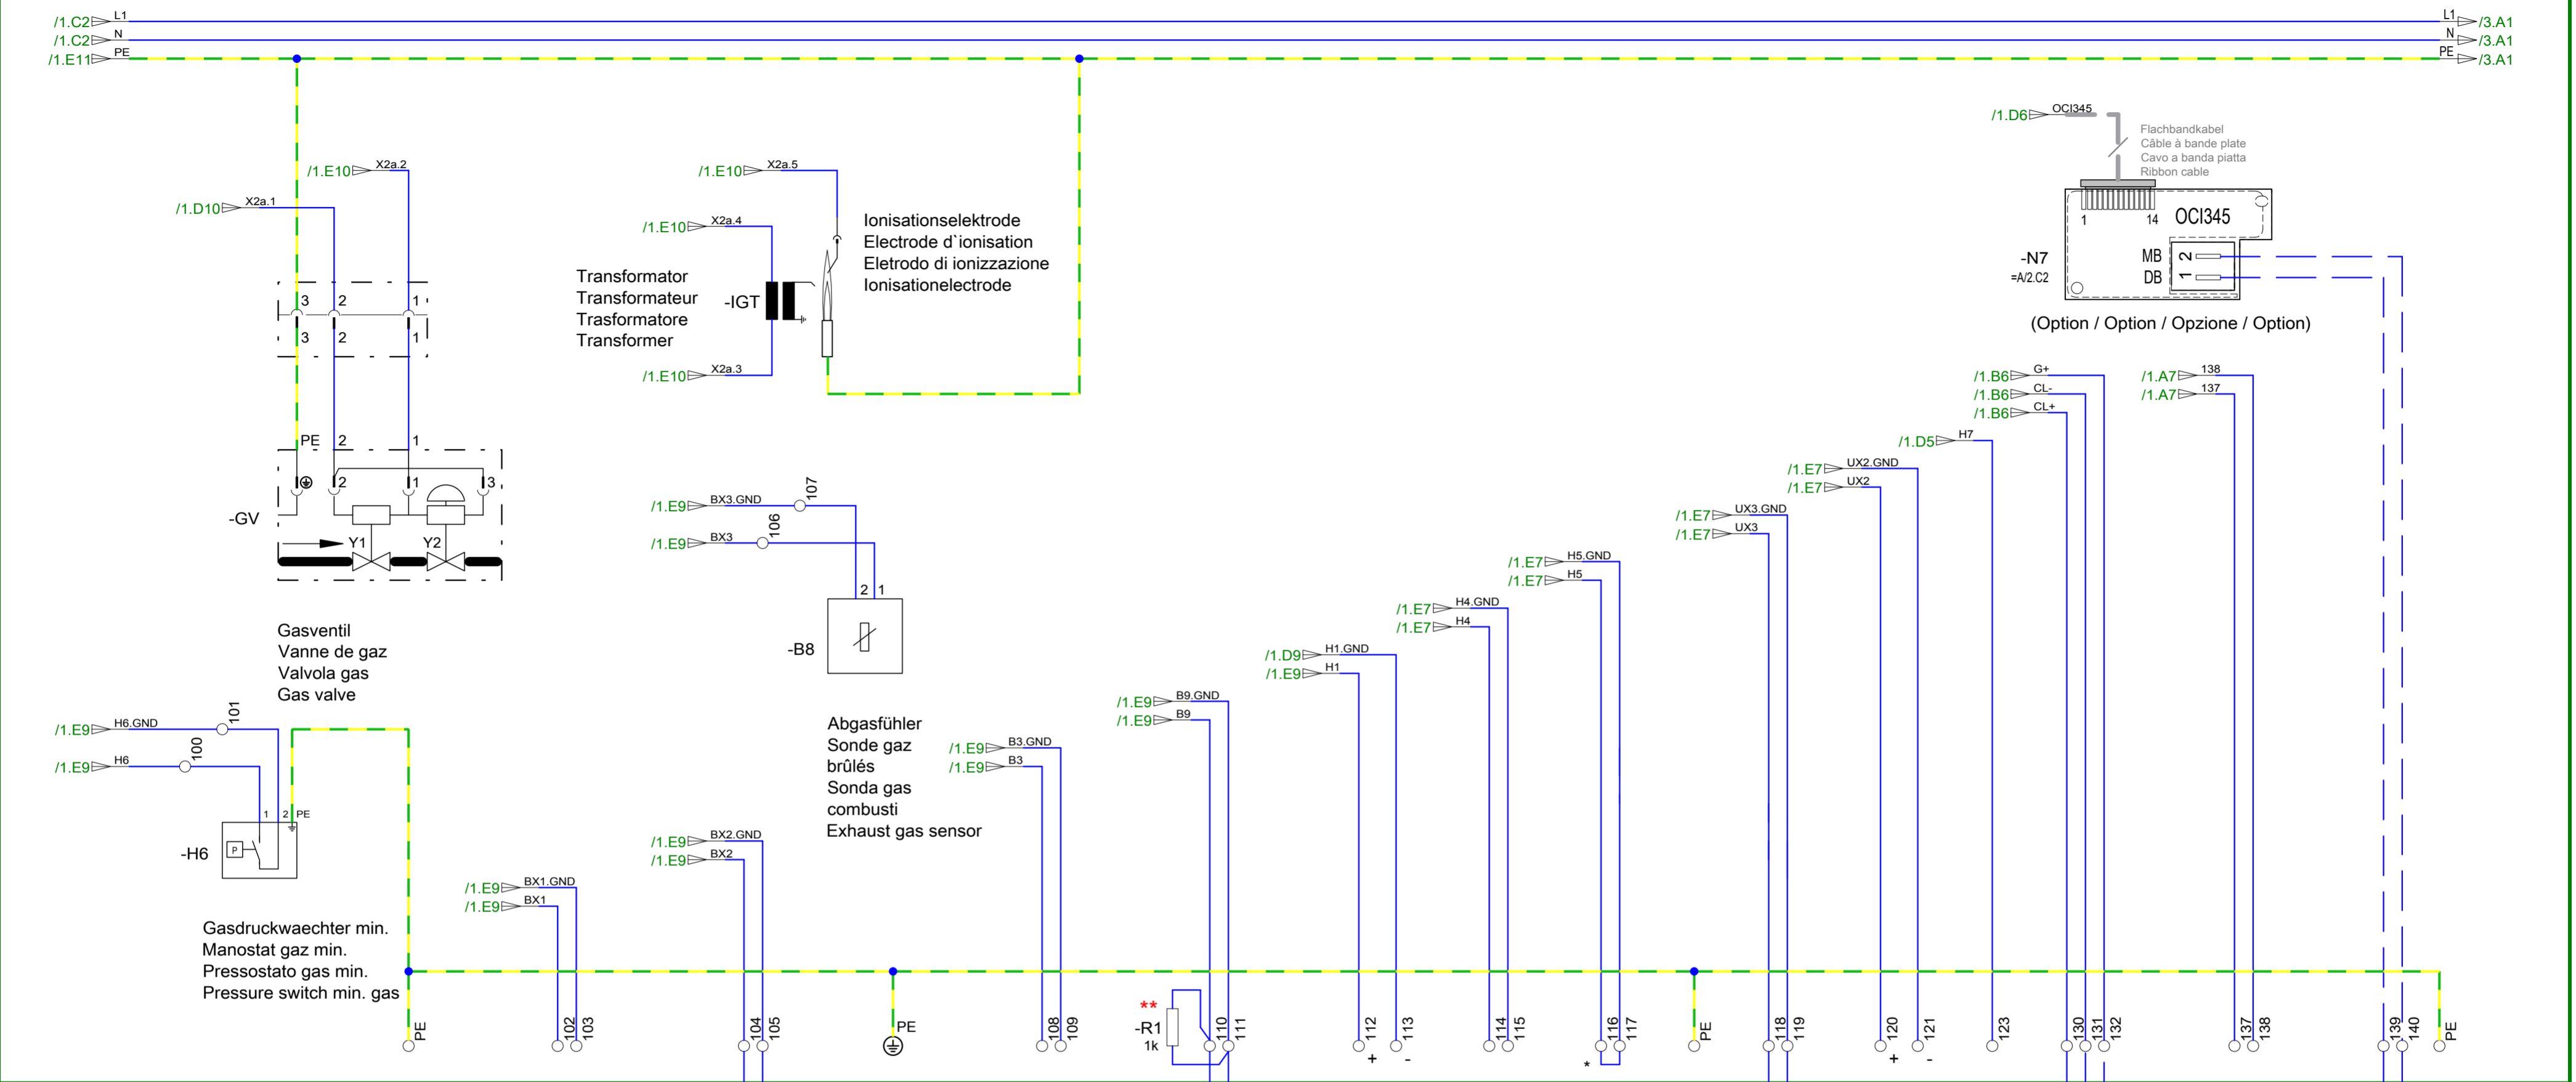 /1.C2 L1 L1 /3.A1
/1.C2 N N /3.A1
/1.E11 PE PE /3.A1
/1.D6 OCI345
Flachbandkabel
Câble à bande plate
Cavo a banda piatta
Ribbon cable
1 14 OCI345
-N7 MB 2
=A/2.C2 DB 1
(Option / Option / Opzione / Option)
/1.E10 X2a.2
/1.D10 X2a.1
3 2 1
3 2 1
PE 2 1
2 1 3
-GV
Y1 Y2
Gasventil
Vanne de gaz
Valvola gas
Gas valve
/1.E10 X2a.5
/1.E10 X2a.4
Transformator
Transformateur
Trasformatore
Transformer
-IGT
/1.E10 X2a.3
Ionisationselektrode
Electrode d`ionisation
Eletrodo di ionizzazione
Ionisationelectrode
/1.E9 BX3.GND 107
/1.E9 BX3 106
2 1
-B8
Abgasfühler
Sonde gaz
brûlés
Sonda gas
combusti
Exhaust gas sensor
/1.E9 H6.GND 101
/1.E9 H6 100
1 2 PE
-H6
P
Gasdruckwaechter min.
Manostat gaz min.
Pressostato gas min.
Pressure switch min. gas
/1.E9 BX1.GND
/1.E9 BX1
/1.E9 BX2.GND
/1.E9 BX2
/1.E9 B3.GND
/1.E9 B3
/1.E9 B9.GND
/1.E9 B9
/1.D9 H1.GND
/1.E9 H1
/1.E7 H4.GND
/1.E7 H4
/1.E7 H5.GND
/1.E7 H5
/1.E7 UX3.GND
/1.E7 UX3
/1.E7 UX2.GND
/1.E7 UX2
/1.D5 H7
/1.B6 G+
/1.B6 CL-
/1.B6 CL+
/1.A7 138
/1.A7 137
**
-R1
1k
PE 102 103 104 105 PE 108 109 110 111 112 113 114 115 116 117 PE 118 119 120 121 123 130 131 132 137 138 139 140 PE
+ - * + -